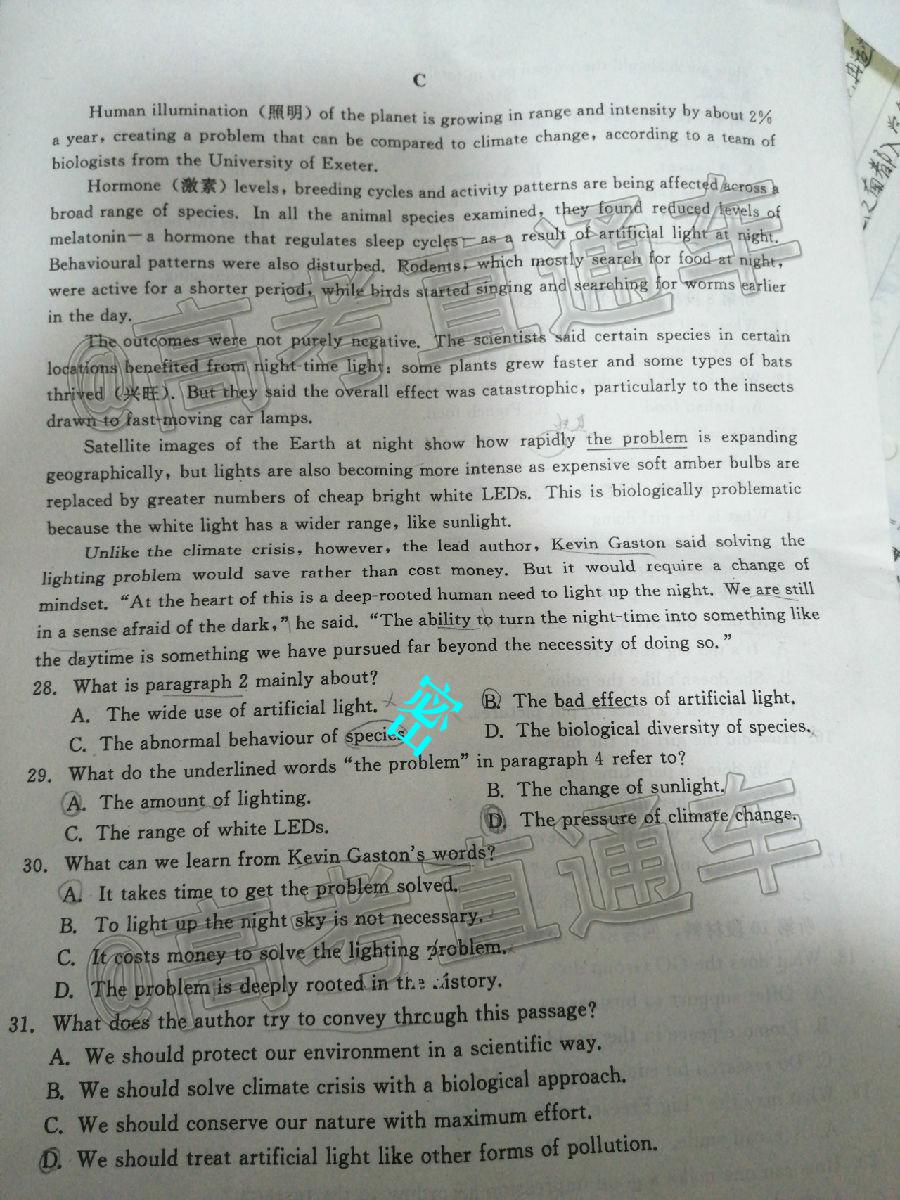 C
Human illumination（照明）of the planet is growing in range and intensity by about 2%
a year, creating a problem that can be compared to climate change, according to a team of
biologists from the University of Exeter.
Hormone（激素）levels, breeding cycles and activity patterns are being affected across a
broad range of species. In all the animal species examined, they found reduced levels of
melatonin—a hormone that regulates sleep cycles—as a result of artificial light at night.
Behavioural patterns were also disturbed. Rodents, which mostly search for food at night,
were active for a shorter period, while birds started singing and searching for worms earlier
in the day.
The outcomes were not purely negative. The scientists said certain species in certain
locations benefited from night-time light: some plants grew faster and some types of bats
thrived（兴旺）. But they said the overall effect was catastrophic, particularly to the insects
drawn to fast-moving car lamps.
Satellite images of the Earth at night show how rapidly the problem is expanding
geographically, but lights are also becoming more intense as expensive soft amber bulbs are
replaced by greater numbers of cheap bright white LEDs. This is biologically problematic
because the white light has a wider range, like sunlight.
Unlike the climate crisis, however, the lead author, Kevin Gaston said solving the
lighting problem would save rather than cost money. But it would require a change of
mindset. “At the heart of this is a deep-rooted human need to light up the night. We are still
in a sense afraid of the dark,” he said. “The ability to turn the night-time into something like
the daytime is something we have pursued far beyond the necessity of doing so.”
28. What is paragraph 2 mainly about?
A. The wide use of artificial light. B. The bad effects of artificial light.
C. The abnormal behaviour of species D. The biological diversity of species.
密
29. What do the underlined words “the problem” in paragraph 4 refer to?
A. The amount of lighting. B. The change of sunlight.
C. The range of white LEDs. D. The pressure of climate change.
30. What can we learn from Kevin Gaston's words?
A. It takes time to get the problem solved.
B. To light up the night sky is not necessary.
C. It costs money to solve the lighting problem.
D. The problem is deeply rooted in the history.
31. What does the author try to convey through this passage?
A. We should protect our environment in a scientific way.
B. We should solve climate crisis with a biological approach.
C. We should conserve our nature with maximum effort.
D. We should treat artificial light like other forms of pollution.
@高考直通车
@高考直通车